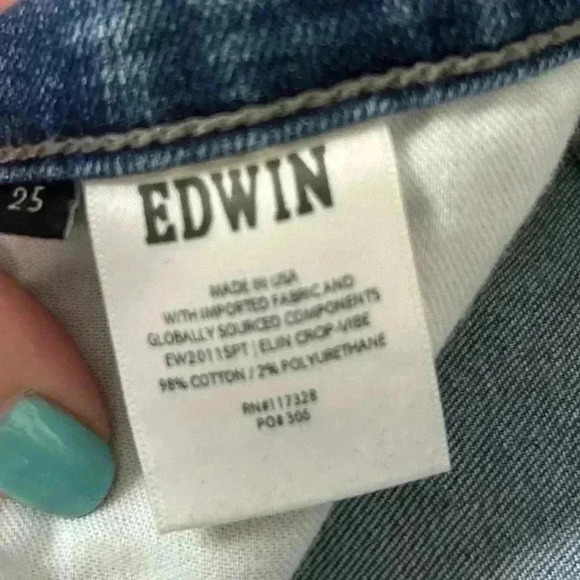 25
EDWIN
MADE IN USA
WITH IMPORTED FABRIC AND
GLOBALLY SOURCED COMPONENTS
EW2011SPT | ELIN CROP-VIBE
98% COTTON / 2% POLYURETHANE
RN#117328
PO# 506